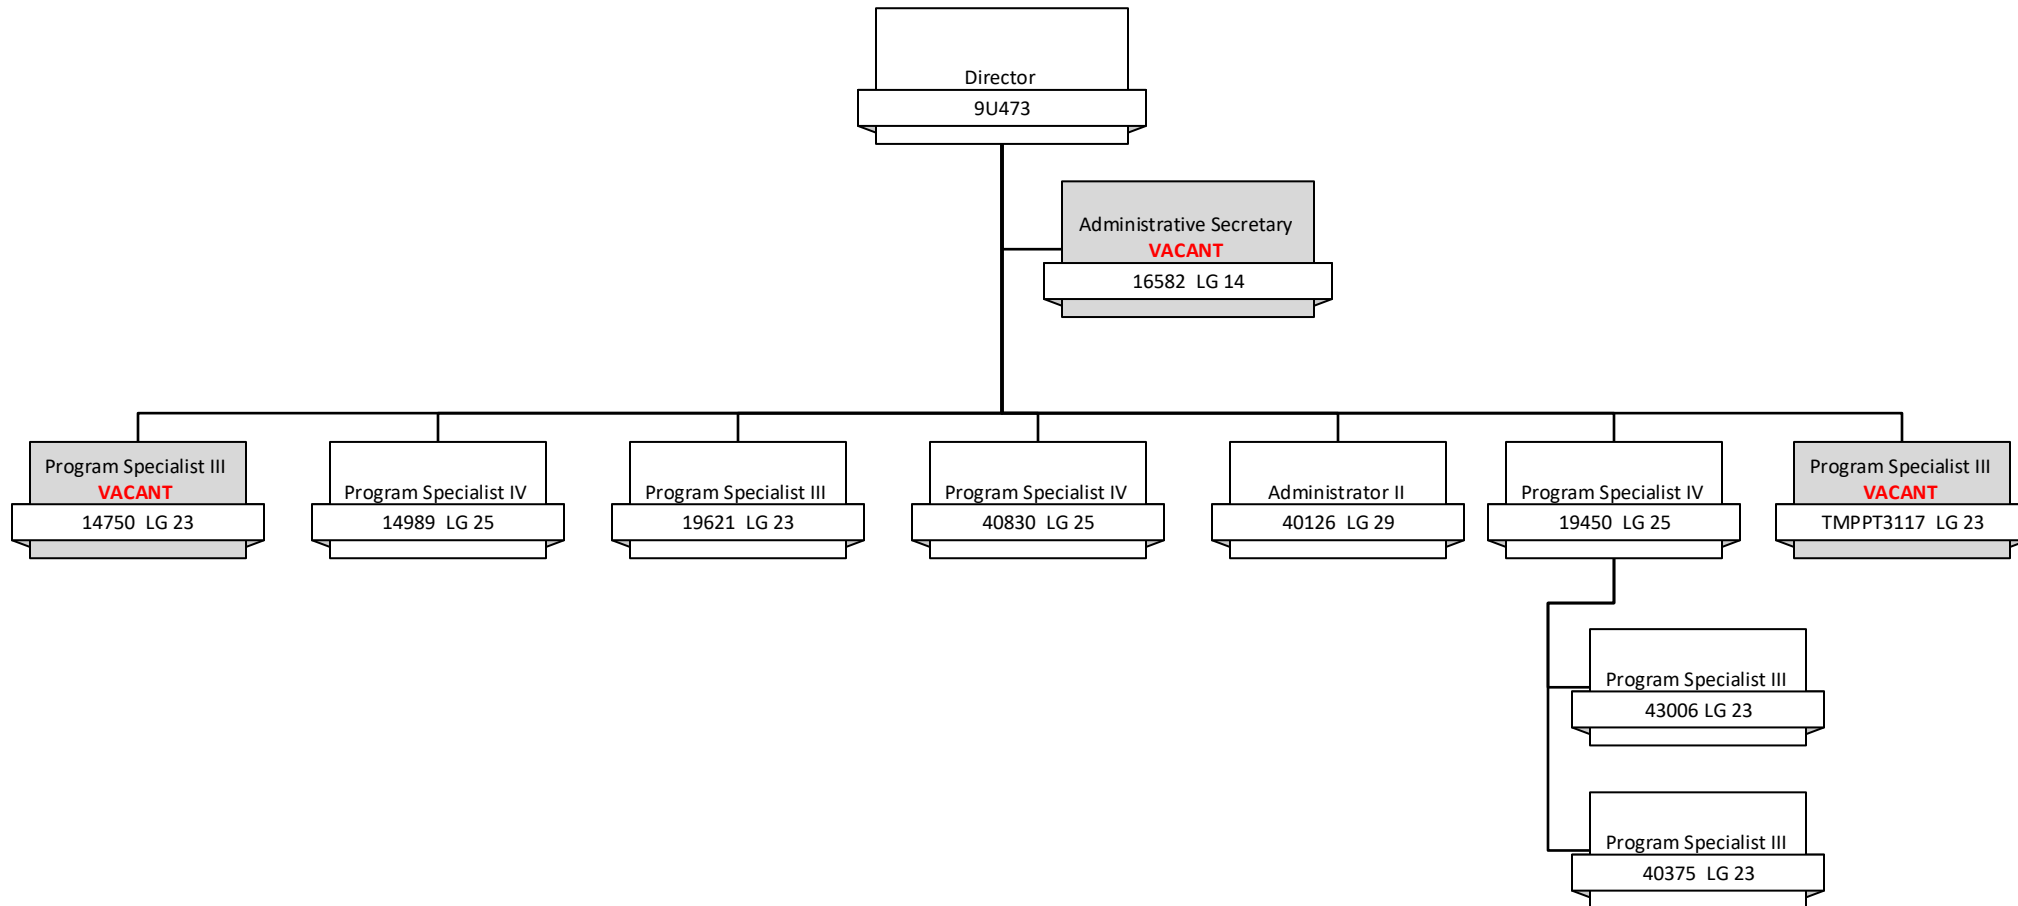 Director
9U473
Administrative Secretary
VACANT
16582 LG 14
Program Specialist III
VACANT
14750 LG 23
Program Specialist IV
14989 LG 25
Program Specialist III
19621 LG 23
Program Specialist IV
40830 LG 25
Administrator II
40126 LG 29
Program Specialist IV
19450 LG 25
Program Specialist III
VACANT
TMPPT3117 LG 23
Program Specialist III
43006 LG 23
Program Specialist III
40375 LG 23